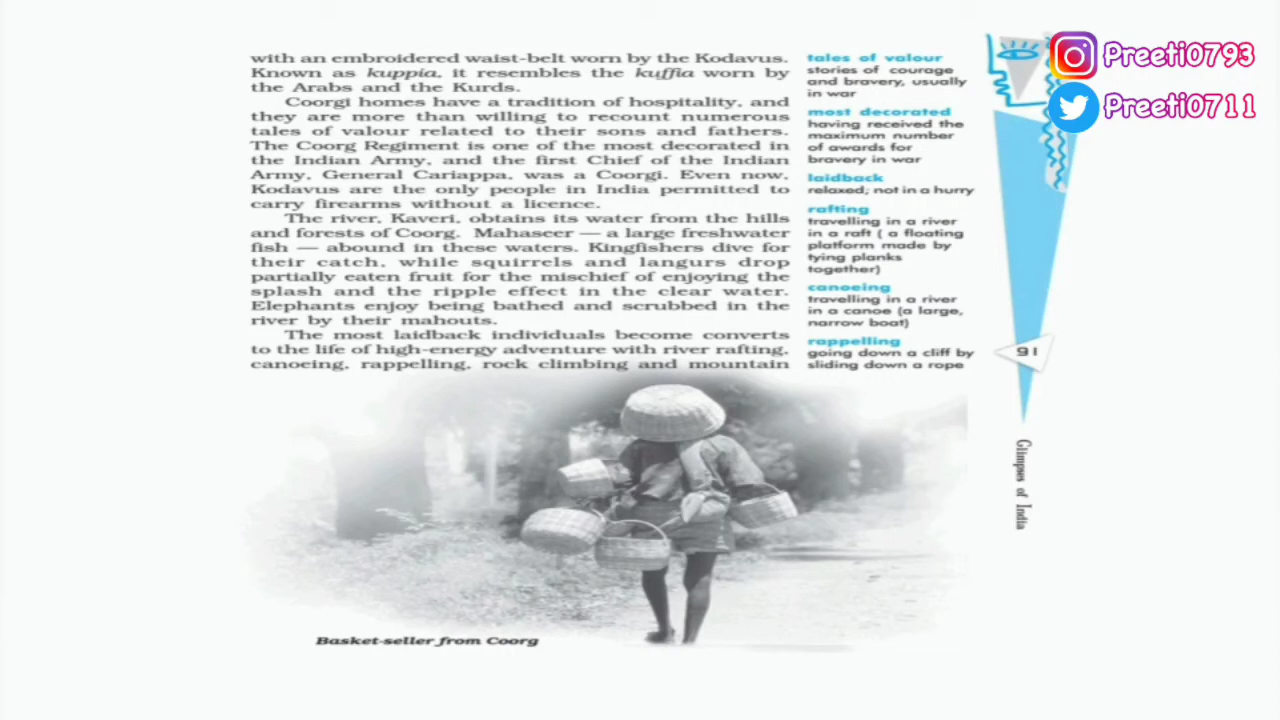 with an embroidered waist-belt worn by the Kodavus.
Known as kuppia, it resembles the kuffia worn by
the Arabs and the Kurds.
Coorgi homes have a tradition of hospitality, and
they are more than willing to recount numerous
tales of valour related to their sons and fathers.
The Coorg Regiment is one of the most decorated in
the Indian Army, and the first Chief of the Indian
Army, General Cariappa, was a Coorgi. Even now,
Kodavus are the only people in India permitted to
carry firearms without a licence.
The river, Kaveri, obtains its water from the hills
and forests of Coorg. Mahaseer — a large freshwater
fish — abound in these waters. Kingfishers dive for
their catch, while squirrels and langurs drop
partially eaten fruit for the mischief of enjoying the
splash and the ripple effect in the clear water.
Elephants enjoy being bathed and scrubbed in the
river by their mahouts.
The most laidback individuals become converts
to the life of high-energy adventure with river rafting,
canoeing, rappelling, rock climbing and mountain
tales of valour
stories of courage
and bravery, usually
in war
most decorated
having received the
maximum number
of awards for
bravery in war
laidback
relaxed; not in a hurry
rafting
travelling in a river
in a raft ( a floating
platform made by
tying planks
together)
canoeing
travelling in a river
in a canoe (a large,
narrow boat)
rappelling
going down a cliff by
sliding down a rope
Preeti0793
Preeti0711
91
Glimpses of India
Basket-seller from Coorg